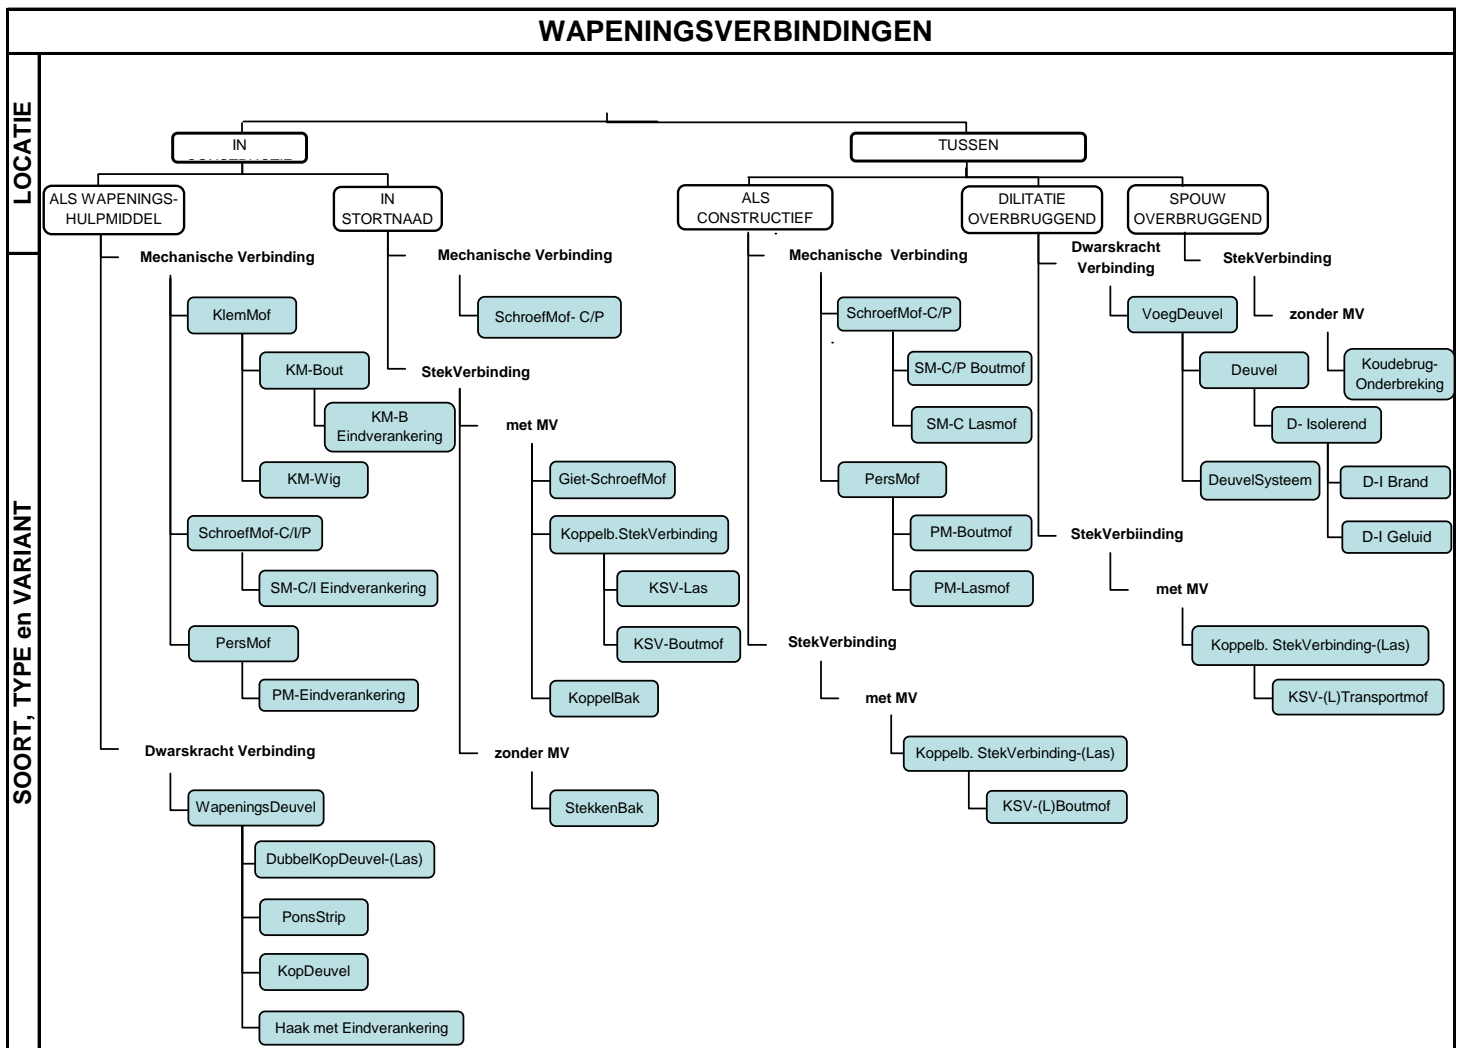 WAPENINGSVERBINDINGEN
LOCATIE
SOORT, TYPE en VARIANT
IN
TUSSEN
ALS WAPENINGS-
HULPMIDDEL
IN
STORTNAAD
ALS
CONSTRUCTIEF
DILITATIE
OVERBRUGGEND
SPOUW
OVERBRUGGEND
Mechanische Verbinding
KlemMof
KM-Bout
KM-B
Eindverankering
KM-Wig
SchroefMof-C/I/P
SM-C/I Eindverankering
PersMof
PM-Eindverankering
Dwarskracht Verbinding
WapeningsDeuvel
DubbelKopDeuvel-(Las)
PonsStrip
KopDeuvel
Haak met Eindverankering
Mechanische Verbinding
SchroefMof- C/P
StekVerbinding
met MV
Giet-SchroefMof
Koppelb.StekVerbinding
KSV-Las
KSV-Boutmof
KoppelBak
zonder MV
StekkenBak
Mechanische Verbinding
SchroefMof-C/P
SM-C/P Boutmof
SM-C Lasmof
PersMof
PM-Boutmof
PM-Lasmof
StekVerbinding
met MV
Koppelb. StekVerbinding-(Las)
KSV-(L)Boutmof
Dwarskracht
Verbinding
VoegDeuvel
Deuvel
D- Isolerend
D-I Brand
D-I Geluid
DeuvelSysteem
StekVerbiinding
met MV
Koppelb. StekVerbinding-(Las)
KSV-(L)Transportmof
StekVerbinding
zonder MV
Koudebrug-
Onderbreking